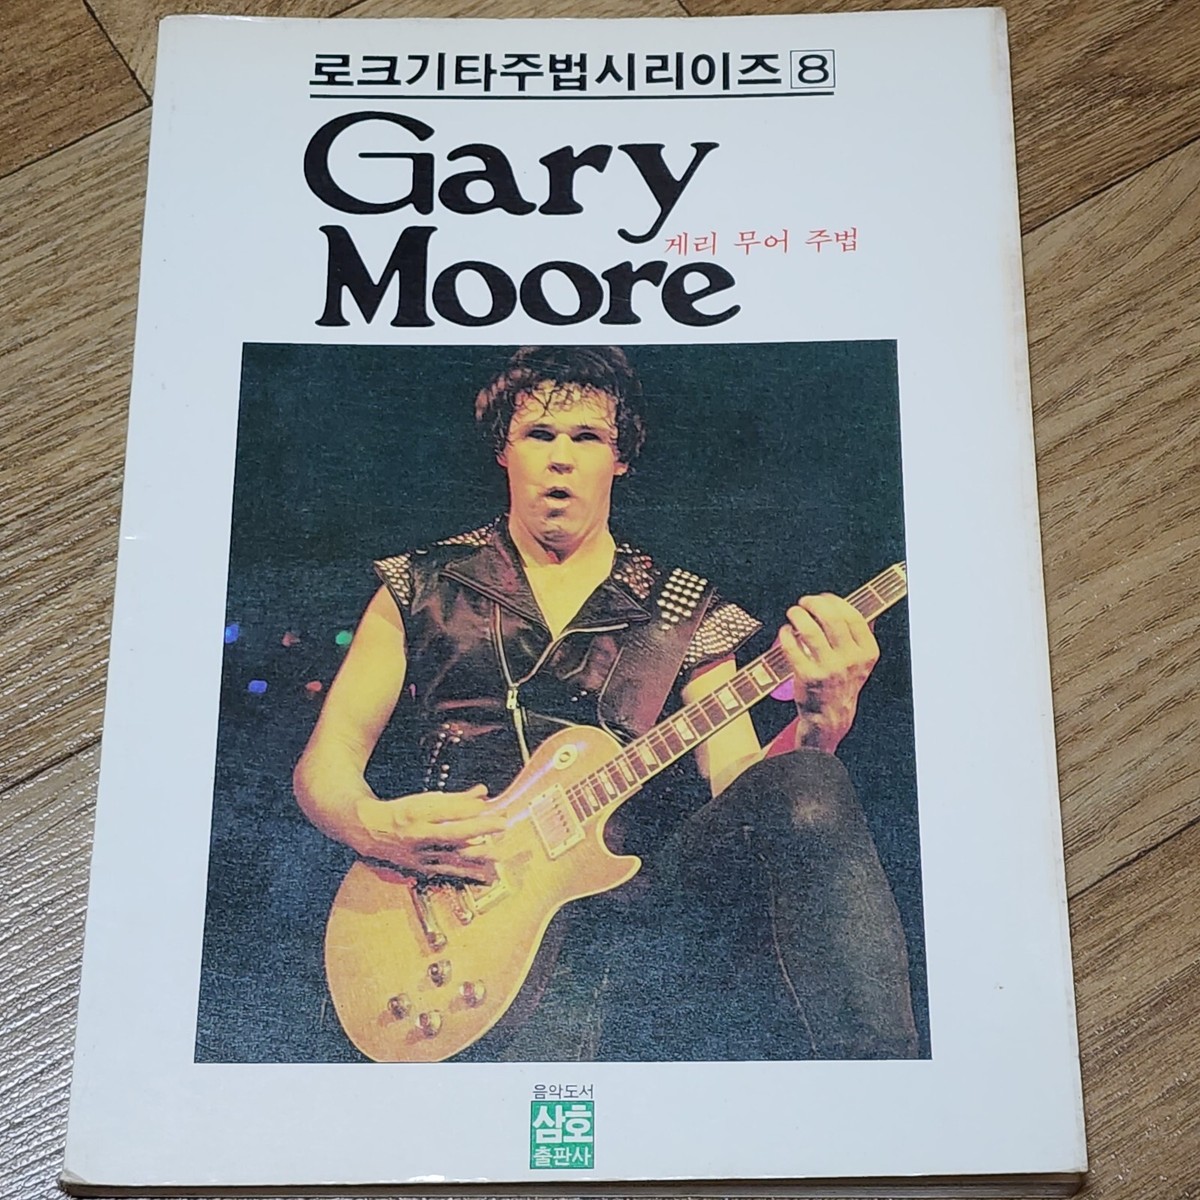 로크기타주법시리이즈 8
Gary
Moore
게리 무어 주법
음악도서
삼호
출판사